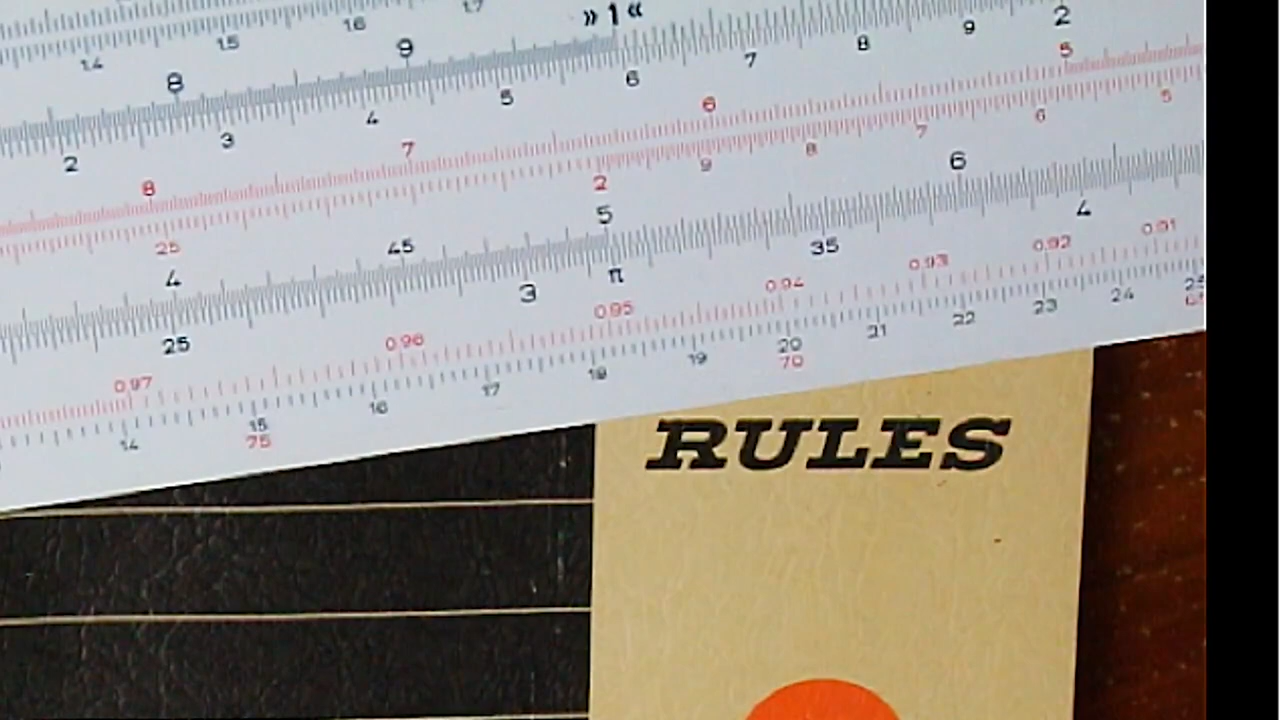 14 15 16 17 » 1 «
8 9 2
2 3 4 5 6 7 8 9
8 7 6 5
25 2 9 8 7 6 5
4 45 5 6
25 3 π 35 4
0.97 0.96 0.95 0.94 0.93 0.92 0.91
14 15 16 17 18 19 20 21 22 23 24
75 70
RULES